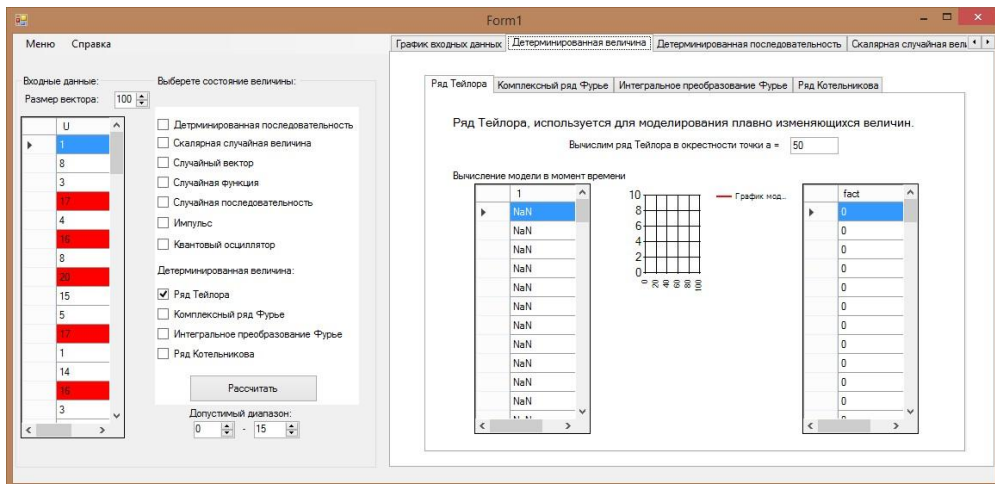 Form1
Меню Справка
График входных данных Детерминированная величина Детерминированная последовательность Скалярная случайная вел
Входные данные:
Размер вектора: 100
U
1
8
3
17
4
16
8
20
15
5
17
1
14
16
3
Выберете состояние величины:
Детрминированная последовательность
Скалярная случайная величина
Случайный вектор
Случайная функция
Случайная последовательность
Импульс
Квантовый осциллятор
Детерминированная величина:
Ряд Тейлора
Комплексный ряд Фурье
Интегральное преобразование Фурье
Ряд Котельникова
Рассчитать
Допустимый диапазон:
0 - 15
Ряд Тейлора Комплексный ряд Фурье Интегральное преобразование Фурье Ряд Котельникова
Ряд Тейлора, используется для моделирования плавно изменяющихся величин.
Вычислим ряд Тейлора в окрестности точки a = 50
Вычисление модели в момент времени
1
NaN
NaN
NaN
NaN
NaN
NaN
NaN
NaN
NaN
NaN
NaN
NaN
10
8
6
4
2
0
0 20 40 60 80 100
График мод...
fact
0
0
0
0
0
0
0
0
0
0
0
0